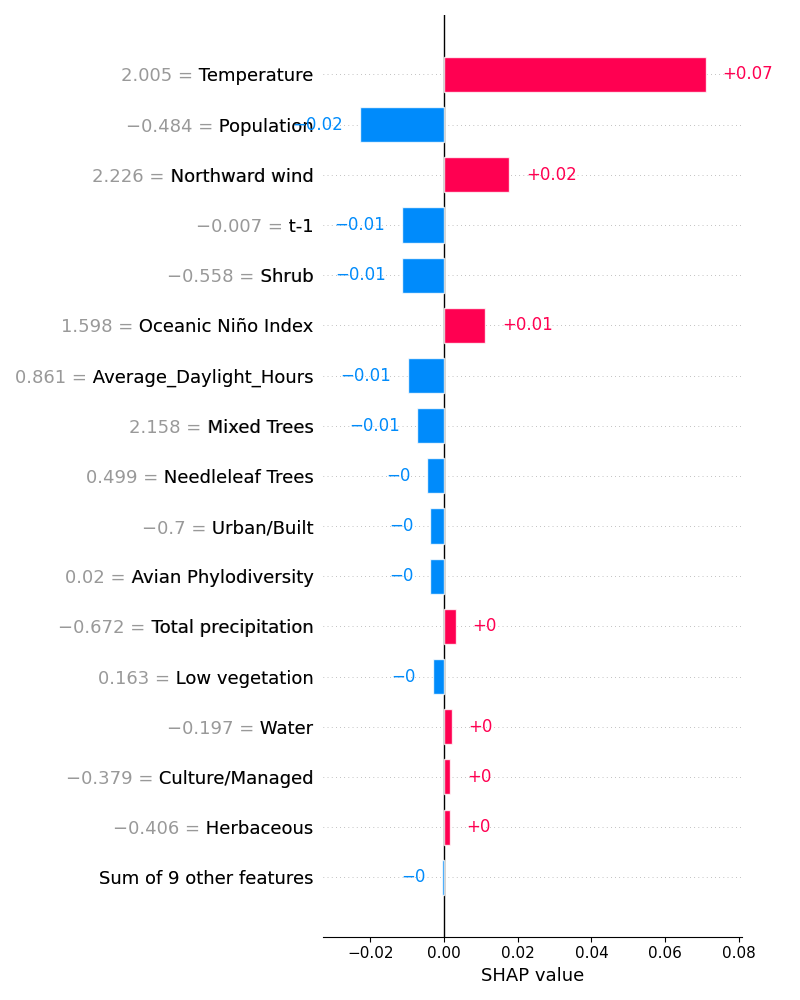 2.005 = Temperature +0.07
−0.484 = Population −0.02
2.226 = Northward wind +0.02
−0.007 = t-1 −0.01
−0.558 = Shrub −0.01
1.598 = Oceanic Niño Index +0.01
0.861 = Average_Daylight_Hours −0.01
2.158 = Mixed Trees −0.01
0.499 = Needleleaf Trees −0
−0.7 = Urban/Built −0
0.02 = Avian Phylodiversity −0
−0.672 = Total precipitation +0
0.163 = Low vegetation −0
−0.197 = Water +0
−0.379 = Culture/Managed +0
−0.406 = Herbaceous +0
Sum of 9 other features −0
−0.02 0.00 0.02 0.04 0.06 0.08
SHAP value